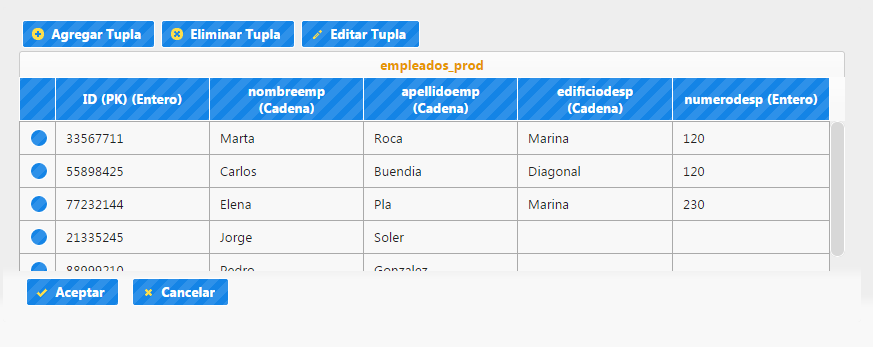 Agregar Tupla Eliminar Tupla Editar Tupla
empleados_prod
ID (PK) (Entero) nombreemp (Cadena) apellidoemp (Cadena) edificiodesp (Cadena) numerodesp (Entero)
33567711 Marta Roca Marina 120
55898425 Carlos Buendia Diagonal 120
77232144 Elena Pla Marina 230
21335245 Jorge Soler
88999210 Pedro Gonzalez
Aceptar Cancelar